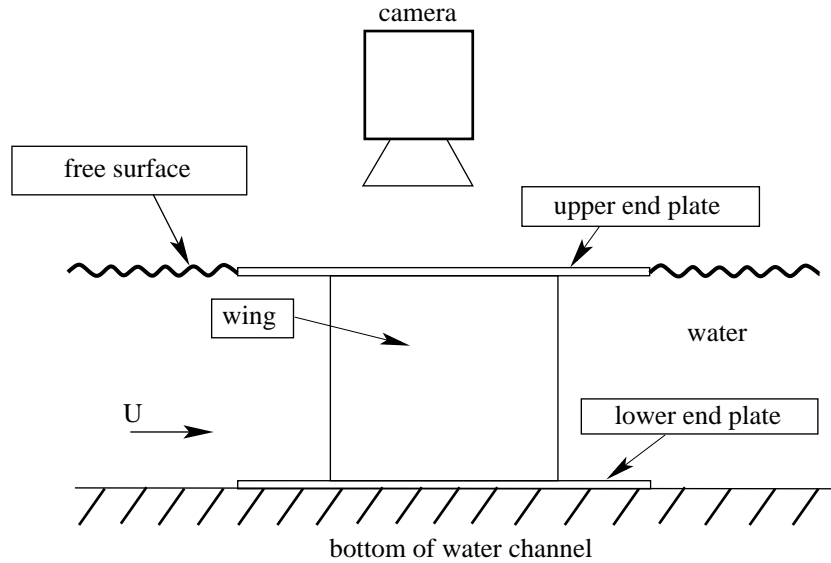 camera
free surface
upper end plate
wing
water
U
lower end plate
bottom of water channel